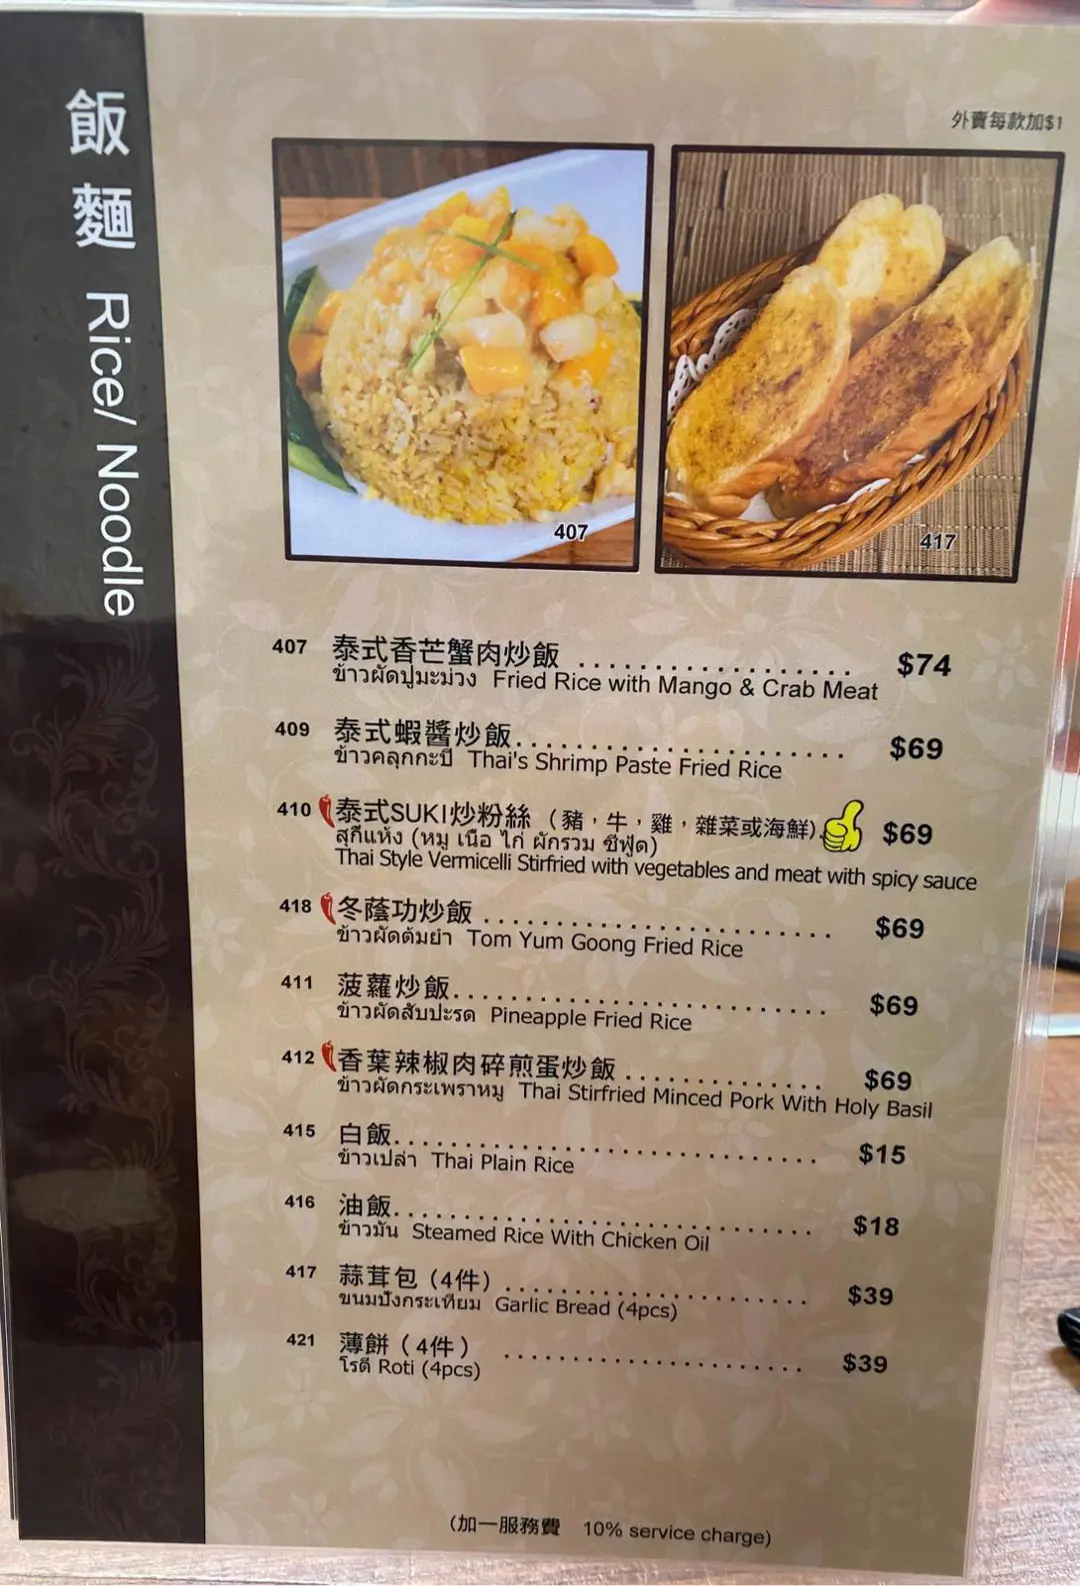 飯麵 Rice/ Noodle
外賣每款加$1
407
417
407 泰式香芒蟹肉炒飯 .................. $74
ข้าวผัดปูมะม่วง Fried Rice with Mango & Crab Meat
409 泰式蝦醬炒飯...................... $69
ข้าวคลุกกะปิ Thai's Shrimp Paste Fried Rice
410 泰式SUKI炒粉絲（豬，牛，雞，雜菜或海鮮). $69
สุกี้แห้ง (หมู เนื้อ ไก่ ผักรวม ซีฟู้ด)
Thai Style Vermicelli Stirfried with vegetables and meat with spicy sauce
418 冬蔭功炒飯 ........................ $69
ข้าวผัดต้มยำ Tom Yum Goong Fried Rice
411 菠蘿炒飯.......................... $69
ข้าวผัดสับปะรด Pineapple Fried Rice
412 香葉辣椒肉碎煎蛋炒飯 .............. $69
ข้าวผัดกระเพราหมู Thai Stirfried Minced Pork With Holy Basil
415 白飯.............................. $15
ข้าวเปล่า Thai Plain Rice
416 油飯.............................. $18
ข้าวมัน Steamed Rice With Chicken Oil
417 蒜茸包（4件）...................... $39
ขนมปังกระเทียม Garlic Bread (4pcs)
421 薄餅（4件） ...................... $39
โรตี Roti (4pcs)
(加一服務費 10% service charge)